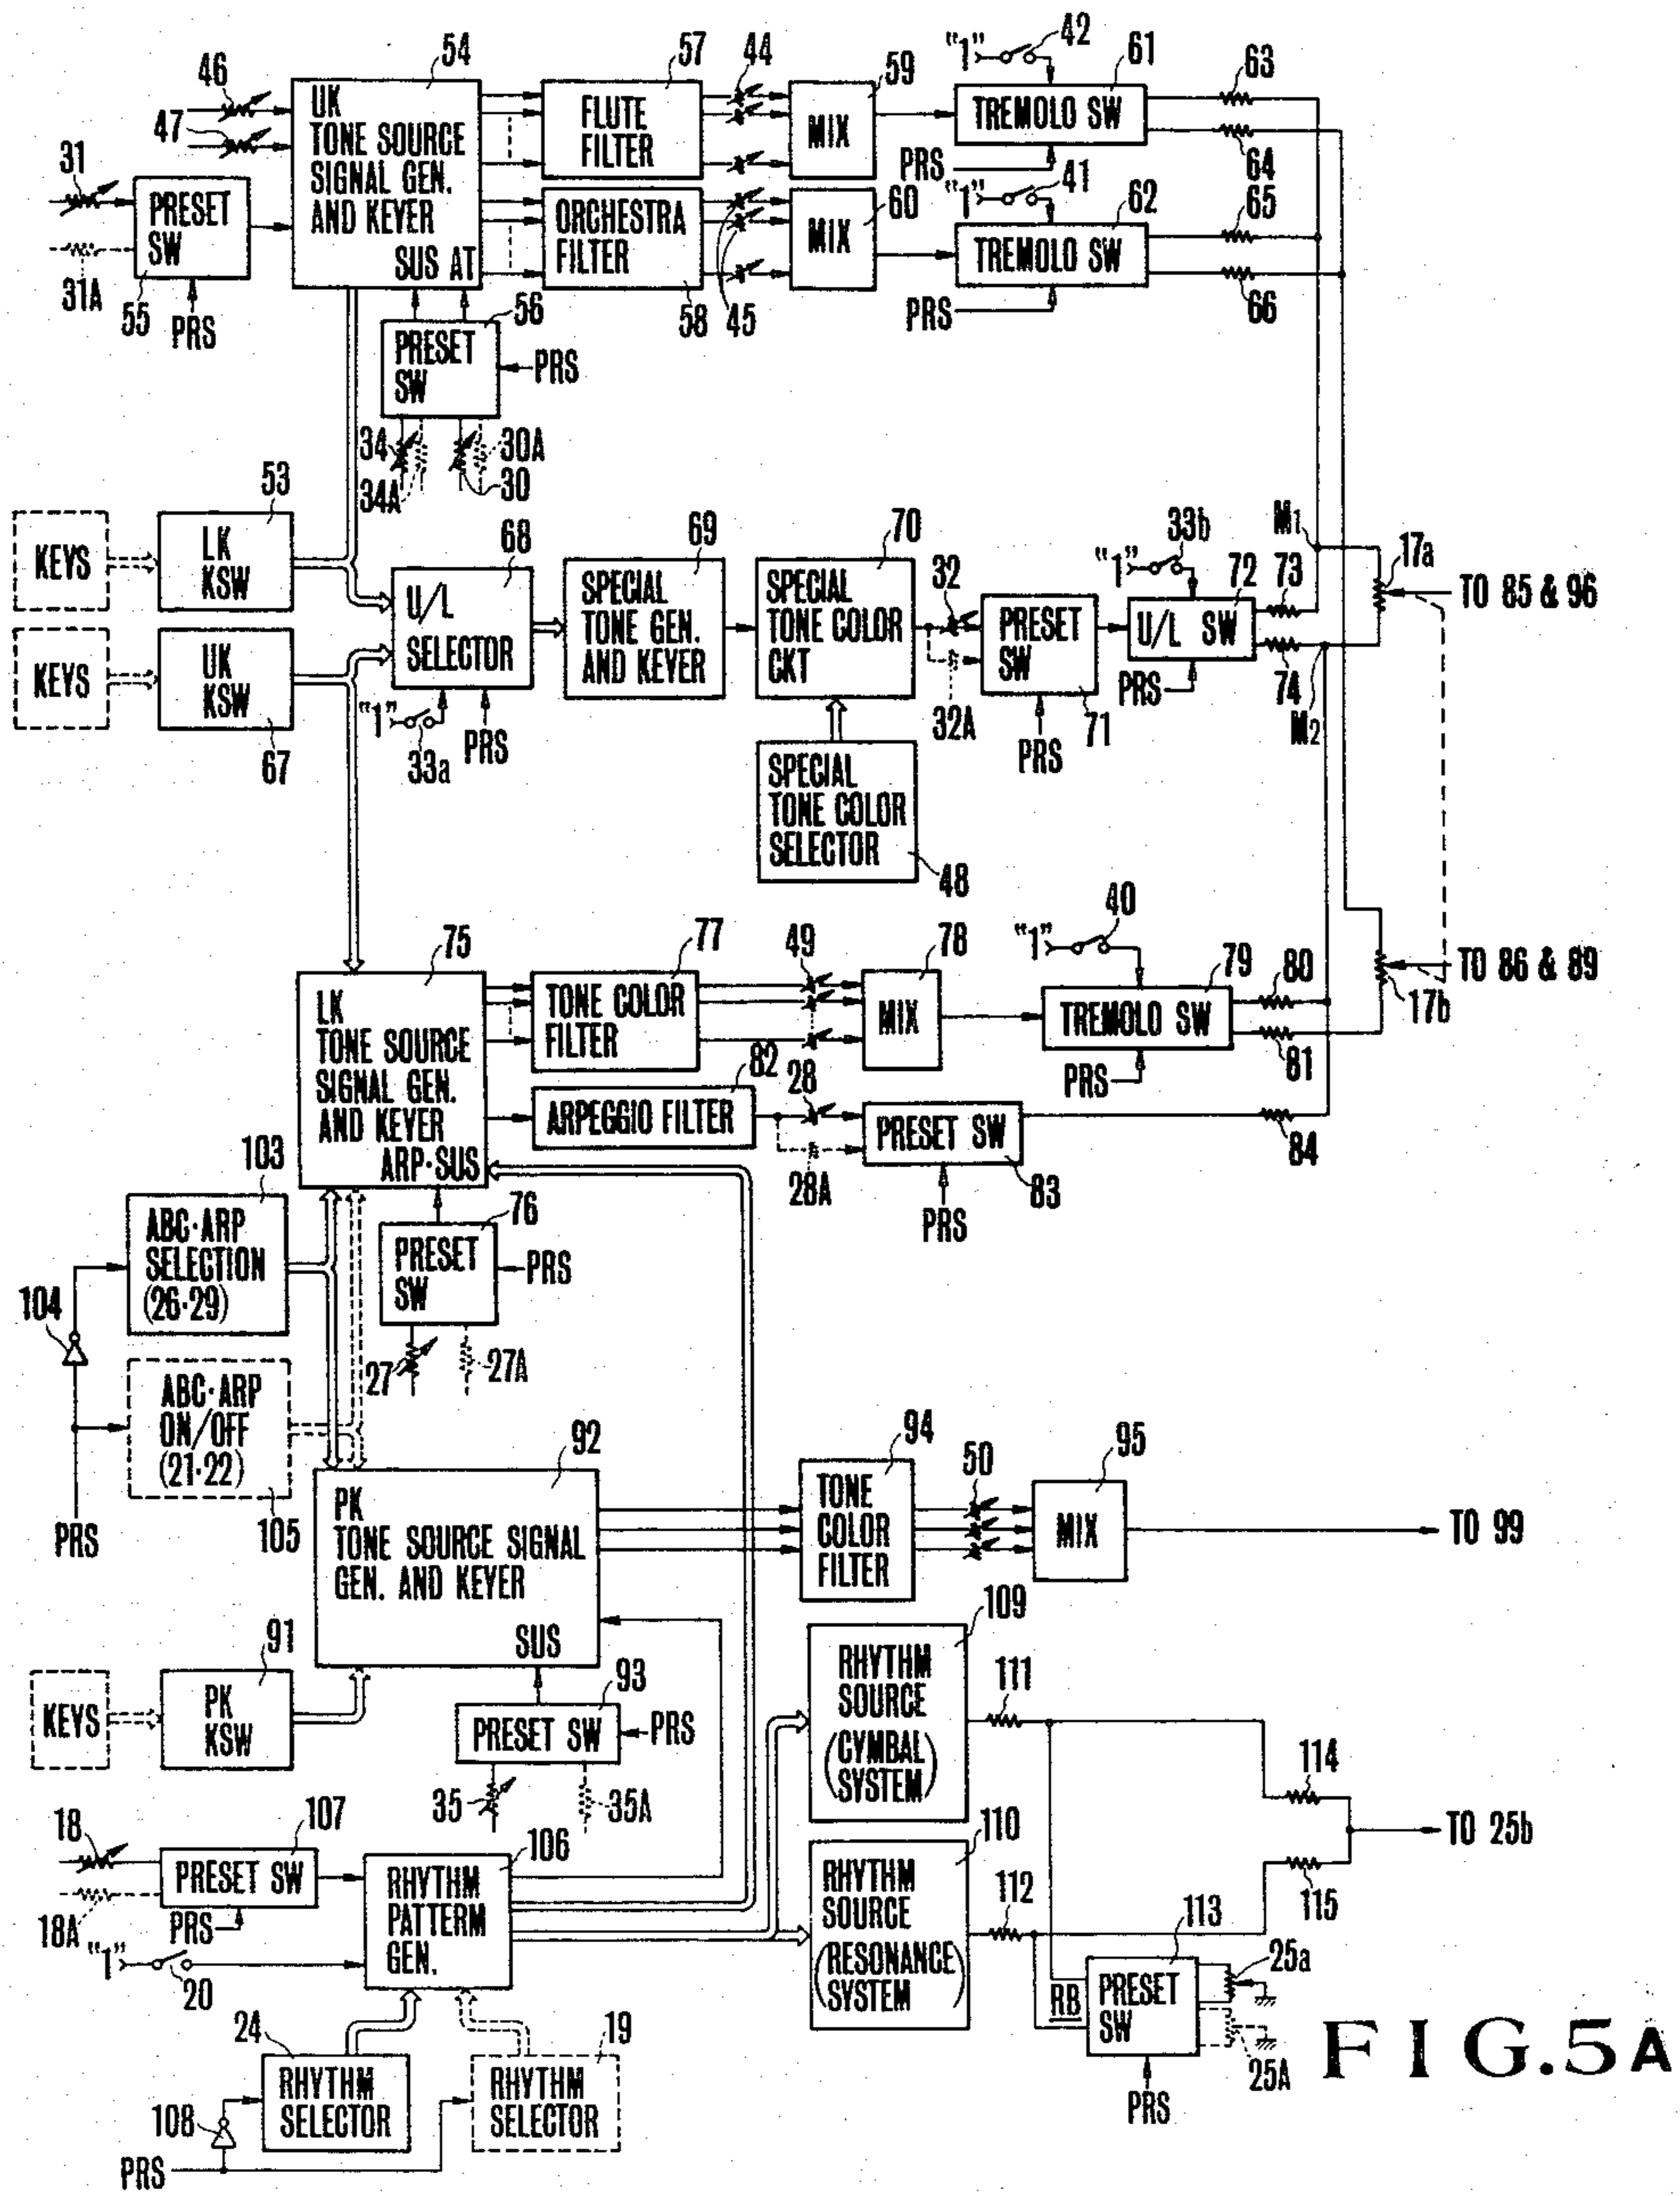 46
47
31
PRESET
SW
31A
55
PRS
54
UK
TONE SOURCE
SIGNAL GEN.
AND KEYER
SUS AT
57
FLUTE
FILTER
44
59
MIX
"1"
42
61
TREMOLO SW
PRS
63
64
ORCHESTRA
FILTER
58
45
60
MIX
"1"
41
62
TREMOLO SW
PRS
65
66
56
PRESET
SW
PRS
34
34A
30A
30
KEYS
53
LK
KSW
KEYS
UK
KSW
67
68
U/L
SELECTOR
"1"
33a
PRS
69
SPECIAL
TONE GEN.
AND KEYER
70
SPECIAL
TONE COLOR
CKT
32
32A
PRESET
SW
71
PRS
"1"
33b
72
U/L SW
PRS
73
74
M1
M2
17a
TO 85 & 96
SPECIAL
TONE COLOR
SELECTOR
48
75
LK
TONE SOURCE
SIGNAL GEN.
AND KEYER
ARP·SUS
77
TONE COLOR
FILTER
49
78
MIX
"1"
40
79
TREMOLO SW
PRS
80
81
17b
TO 86 & 89
82
ARPEGGIO FILTER
28
28A
PRESET SW
83
PRS
84
103
ABC·ARP
SELECTION
(26·29)
104
76
PRESET
SW
PRS
27
27A
ABC·ARP
ON/OFF
(21·22)
105
PRS
92
PK
TONE SOURCE SIGNAL
GEN. AND KEYER
SUS
94
TONE
COLOR
FILTER
50
95
MIX
TO 99
KEYS
91
PK
KSW
93
PRESET SW
PRS
35
35A
109
RHYTHM
SOURCE
(CYMBAL
SYSTEM)
111
114
TO 25b
115
18
107
PRESET SW
18A
PRS
"1"
20
106
RHYTHM
PATTERM
GEN.
110
RHYTHM
SOURCE
(RESONANCE
SYSTEM)
112
113
RB
PRESET
SW
PRS
25a
25A
24
RHYTHM
SELECTOR
19
RHYTHM
SELECTOR
108
PRS
FIG.5A